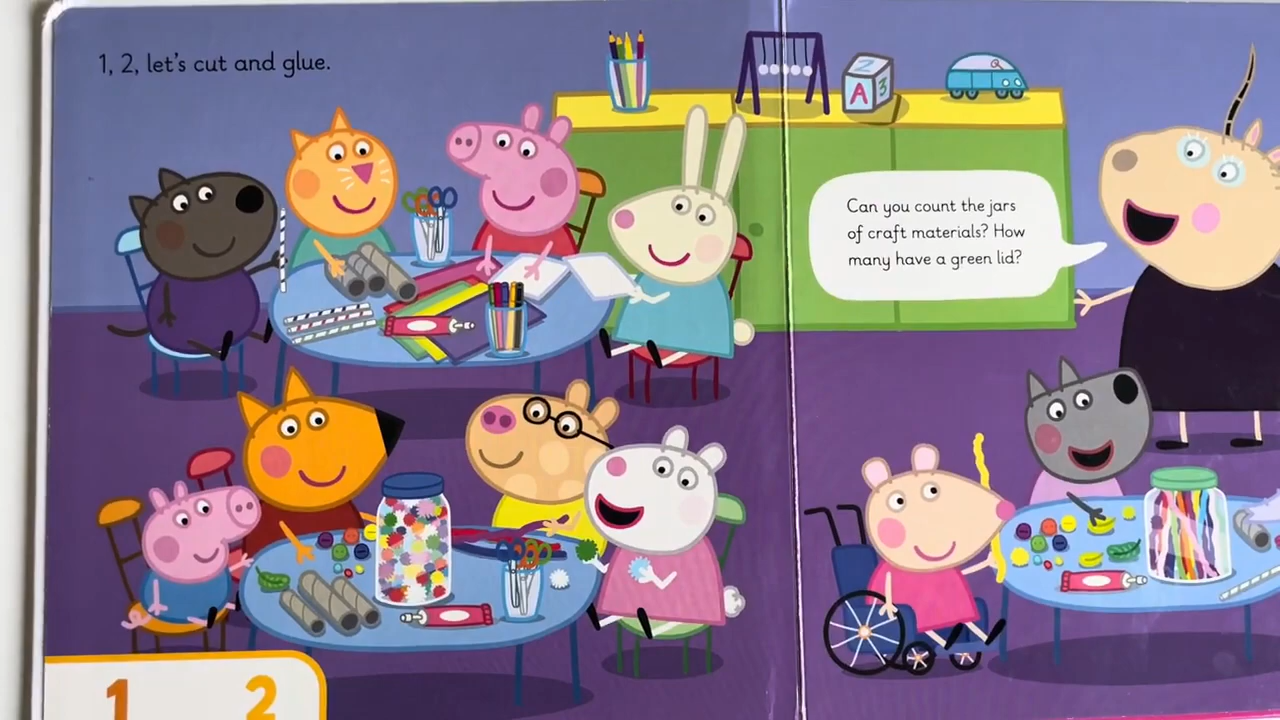 1, 2, let's cut and glue.
2
A 3
Can you count the jars
of craft materials? How
many have a green lid?
1 2